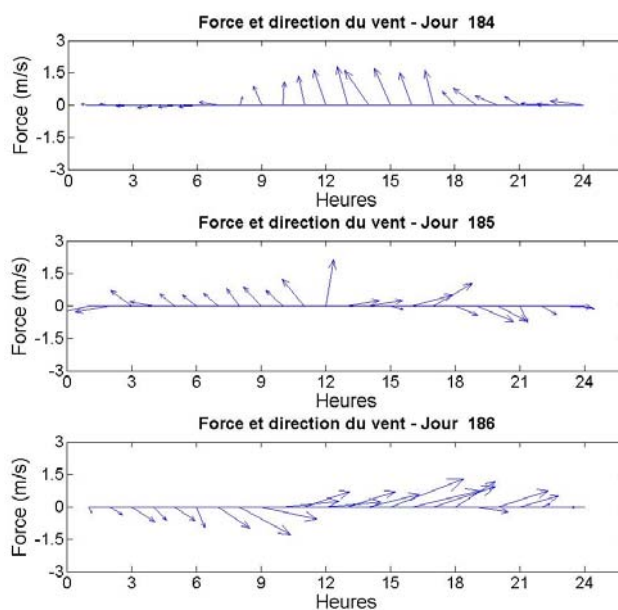 Force et direction du vent - Jour 184
3
1.5
0
-1.5
-3
Force (m/s)
0 3 6 9 12 15 18 21 24
Heures
Force et direction du vent - Jour 185
3
1.5
0
-1.5
-3
Force (m/s)
0 3 6 9 12 15 18 21 24
Heures
Force et direction du vent - Jour 186
3
1.5
0
-1.5
-3
Force (m/s)
0 3 6 9 12 15 18 21 24
Heures